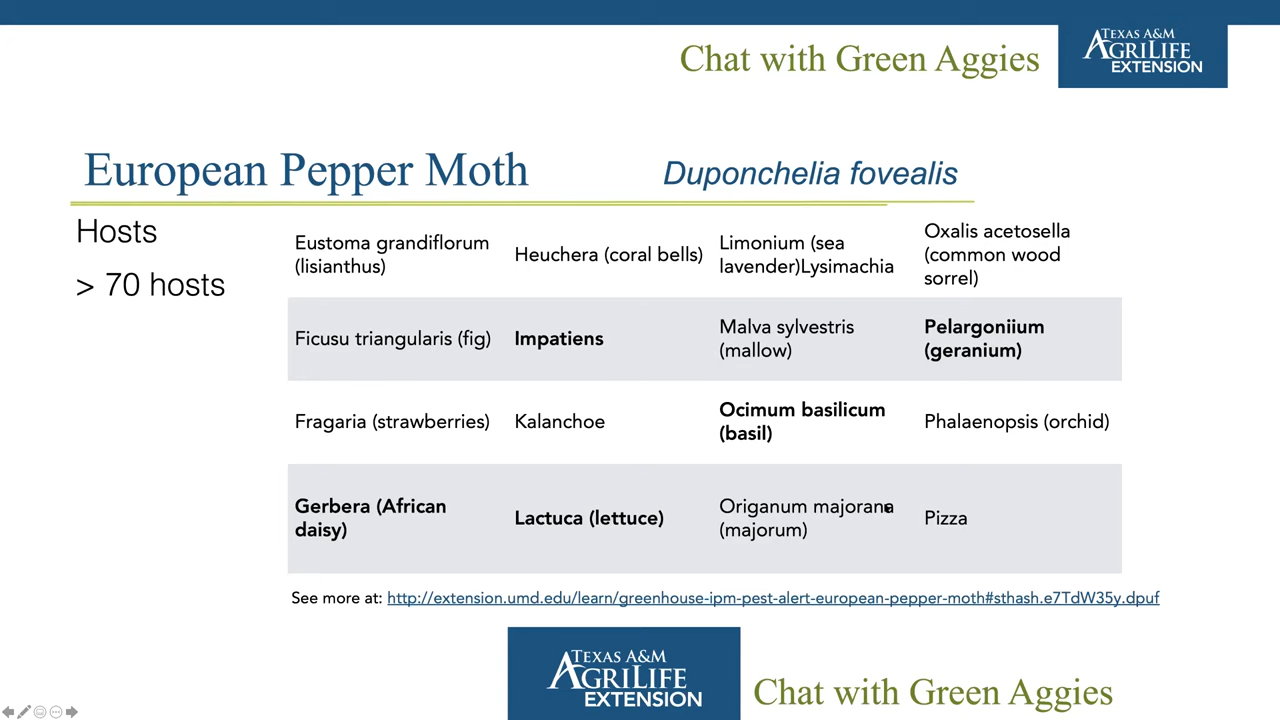 Chat with Green Aggies
TEXAS A&M
AGRILIFE
EXTENSION
European Pepper Moth
Duponchelia fovealis
Hosts
> 70 hosts
Eustoma grandiflorum
(lisianthus)
Heuchera (coral bells)
Limonium (sea
lavender)Lysimachia
Oxalis acetosella
(common wood
sorrel)
Ficusu triangularis (fig)
Impatiens
Malva sylvestris
(mallow)
Pelargoniium
(geranium)
Fragaria (strawberries)
Kalanchoe
Ocimum basilicum
(basil)
Phalaenopsis (orchid)
Gerbera (African
daisy)
Lactuca (lettuce)
Origanum majorana
(majorum)
Pizza
See more at: http://extension.umd.edu/learn/greenhouse-ipm-pest-alert-european-pepper-moth#sthash.e7TdW35y.dpuf
TEXAS A&M
AGRILIFE
EXTENSION
Chat with Green Aggies